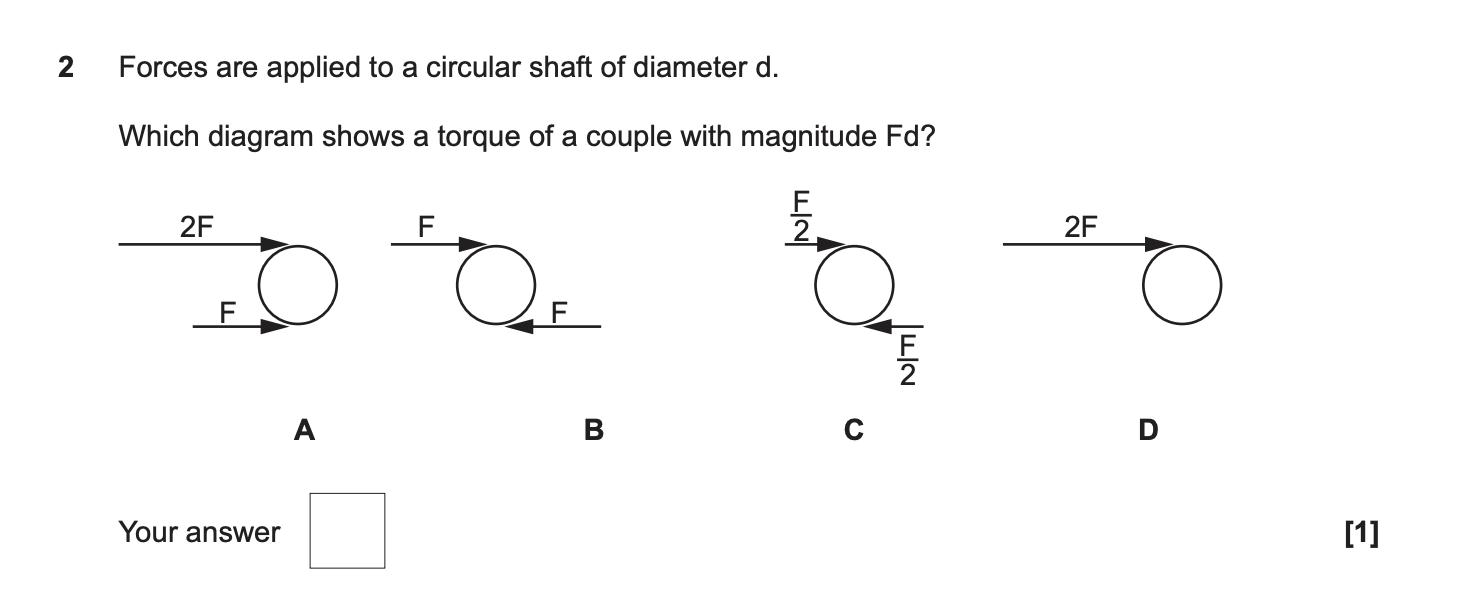 2 Forces are applied to a circular shaft of diameter d.
Which diagram shows a torque of a couple with magnitude Fd?
2F
F
F
F
F
2
F
2
2F
A
B
C
D
Your answer
[1]